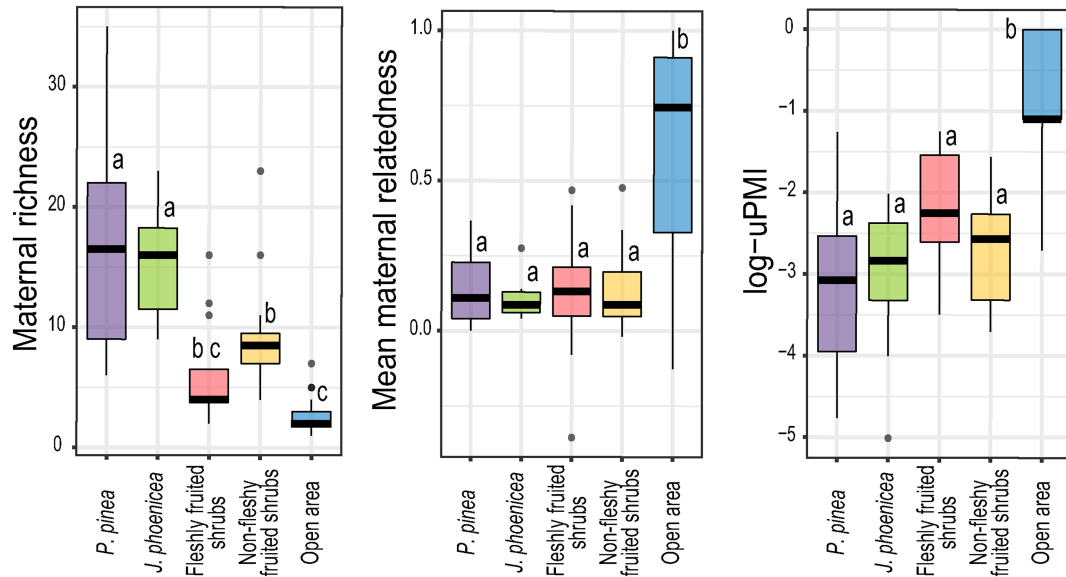 Maternal richness
30
20
10
0
a
a
b c
b
c
P. pinea
J. phoenicea
Fleshly fruited
shrubs
Non-fleshy
fruited shrubs
Open area
Mean maternal relatedness
1.0
0.5
0.0
a
a
a
a
b
P. pinea
J. phoenicea
Fleshly fruited
shrubs
Non-fleshy
fruited shrubs
Open area
log−uPMI
−0
−1
−2
−3
−4
−5
a
a
a
a
b
P. pinea
J. phoenicea
Fleshly fruited
shrubs
Non-fleshy
fruited shrubs
Open area